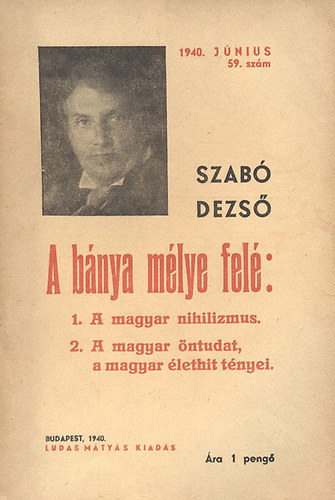 1940. JÚNIUS
59. szám
SZABÓ
DEZSŐ
A bánya mélye felé:
1. A magyar nihilizmus.
2. A magyar öntudat,
a magyar élethit tényei.
BUDAPEST, 1940.
LUDAS MÁTYÁS KIADÁS
Ára 1 pengő